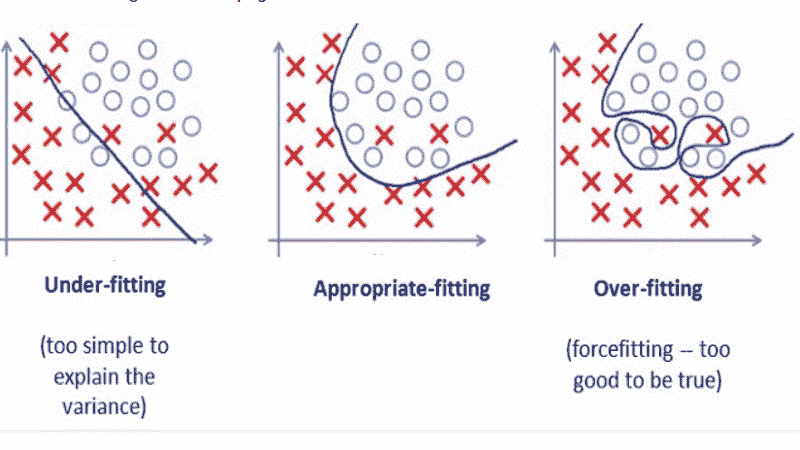 Under-fitting
(too simple to
explain the
variance)
Appropriate-fitting
Over-fitting
(forcefitting -- too
good to be true)